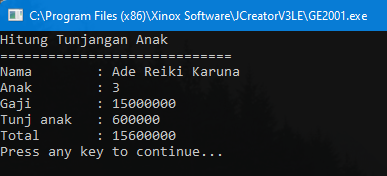 C:\Program Files (x86)\Xinox Software\JCreatorV3LE\GE2001.exe
Hitung Tunjangan Anak
=============================
Nama : Ade Reiki Karuna
Anak : 3
Gaji : 15000000
Tunj anak : 600000
Total : 15600000
Press any key to continue...